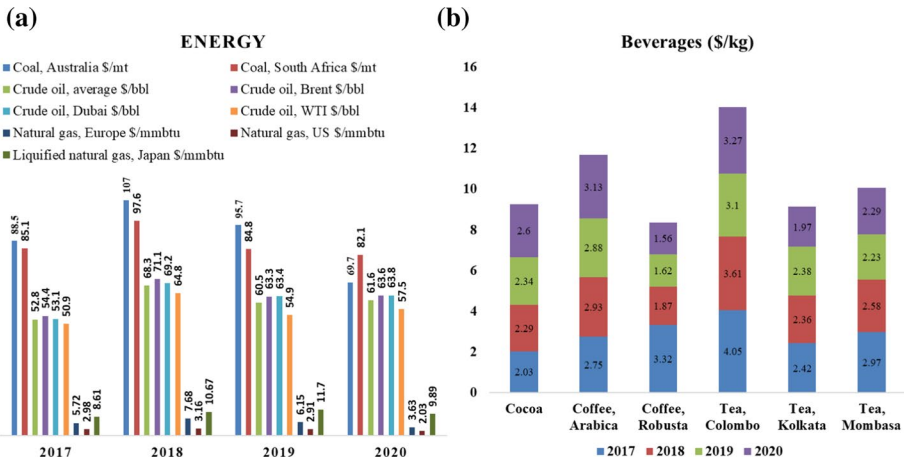 (a)
ENERGY
Coal, Australia $/mt
Coal, South Africa $/mt
Crude oil, average $/bbl
Crude oil, Brent $/bbl
Crude oil, Dubai $/bbl
Crude oil, WTI $/bbl
Natural gas, Europe $/mmbtu
Natural gas, US $/mmbtu
Liquified natural gas, Japan $/mmbtu
88.5 85.1 52.8 54.4 53.1 50.9 5.72 2.98 8.61
107 97.6 68.3 71.1 69.2 64.8 7.68 3.16 10.67
95.7 84.8 60.5 63.3 63.4 54.9 6.15 2.91 11.7
69.7 82.1 61.6 63.6 63.8 57.5 3.63 2.03 9.89
2017 2018 2019 2020
(b)
Beverages ($/kg)
16
14
12
10
8
6
4
2
0
2.6 2.34 2.29 2.03
3.13 2.88 2.93 2.75
1.56 1.62 1.87 3.32
3.27 3.1 3.61 4.05
1.97 2.38 2.36 2.42
2.29 2.23 2.58 2.97
Cocoa
Coffee,
Arabica
Coffee,
Robusta
Tea,
Colombo
Tea,
Kolkata
Tea,
Mombasa
2017 2018 2019 2020